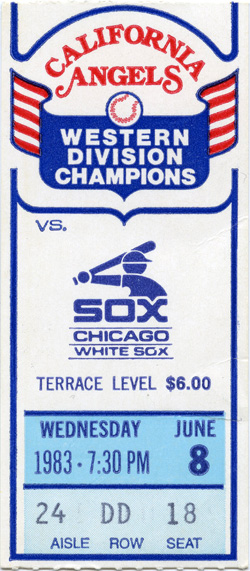 CALIFORNIA
ANGELS
WESTERN
DIVISION
CHAMPIONS
VS.
SOX
CHICAGO
WHITE SOX
TERRACE LEVEL $6.00
WEDNESDAY JUNE
1983 • 7:30 PM 8
24 DD 18
AISLE ROW SEAT